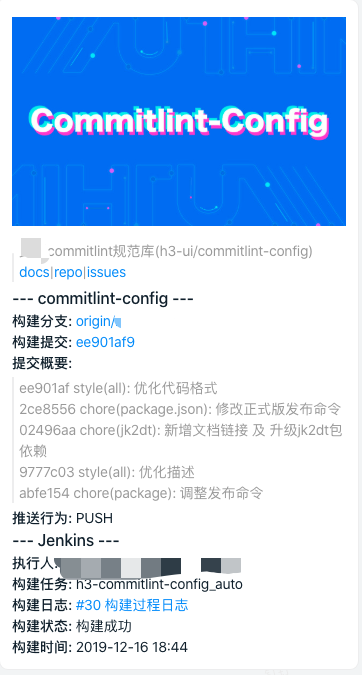 Commitlint-Config
commitlint规范库(h3-ui/commitlint-config)
docs|repo|issues
--- commitlint-config ---
构建分支: origin/
构建提交: ee901af9
提交概要:
ee901af style(all): 优化代码格式
2ce8556 chore(package.json): 修改正式版发布命令
02496aa chore(jk2dt): 新增文档链接 及 升级jk2dt包
依赖
9777c03 style(all): 优化描述
abfe154 chore(package): 调整发布命令
推送行为: PUSH
--- Jenkins ---
执行人
构建任务: h3-commitlint-config_auto
构建日志: #30 构建过程日志
构建状态: 构建成功
构建时间: 2019-12-16 18:44